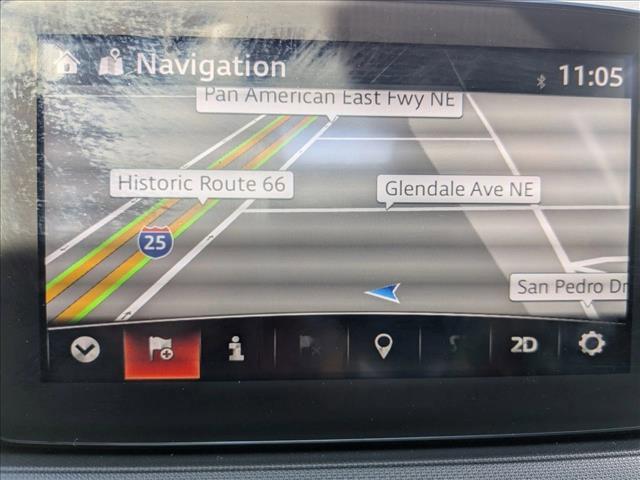 Navigation
11:05
Pan American East Fwy NE
Historic Route 66
Glendale Ave NE
25
San Pedro Dr
2D